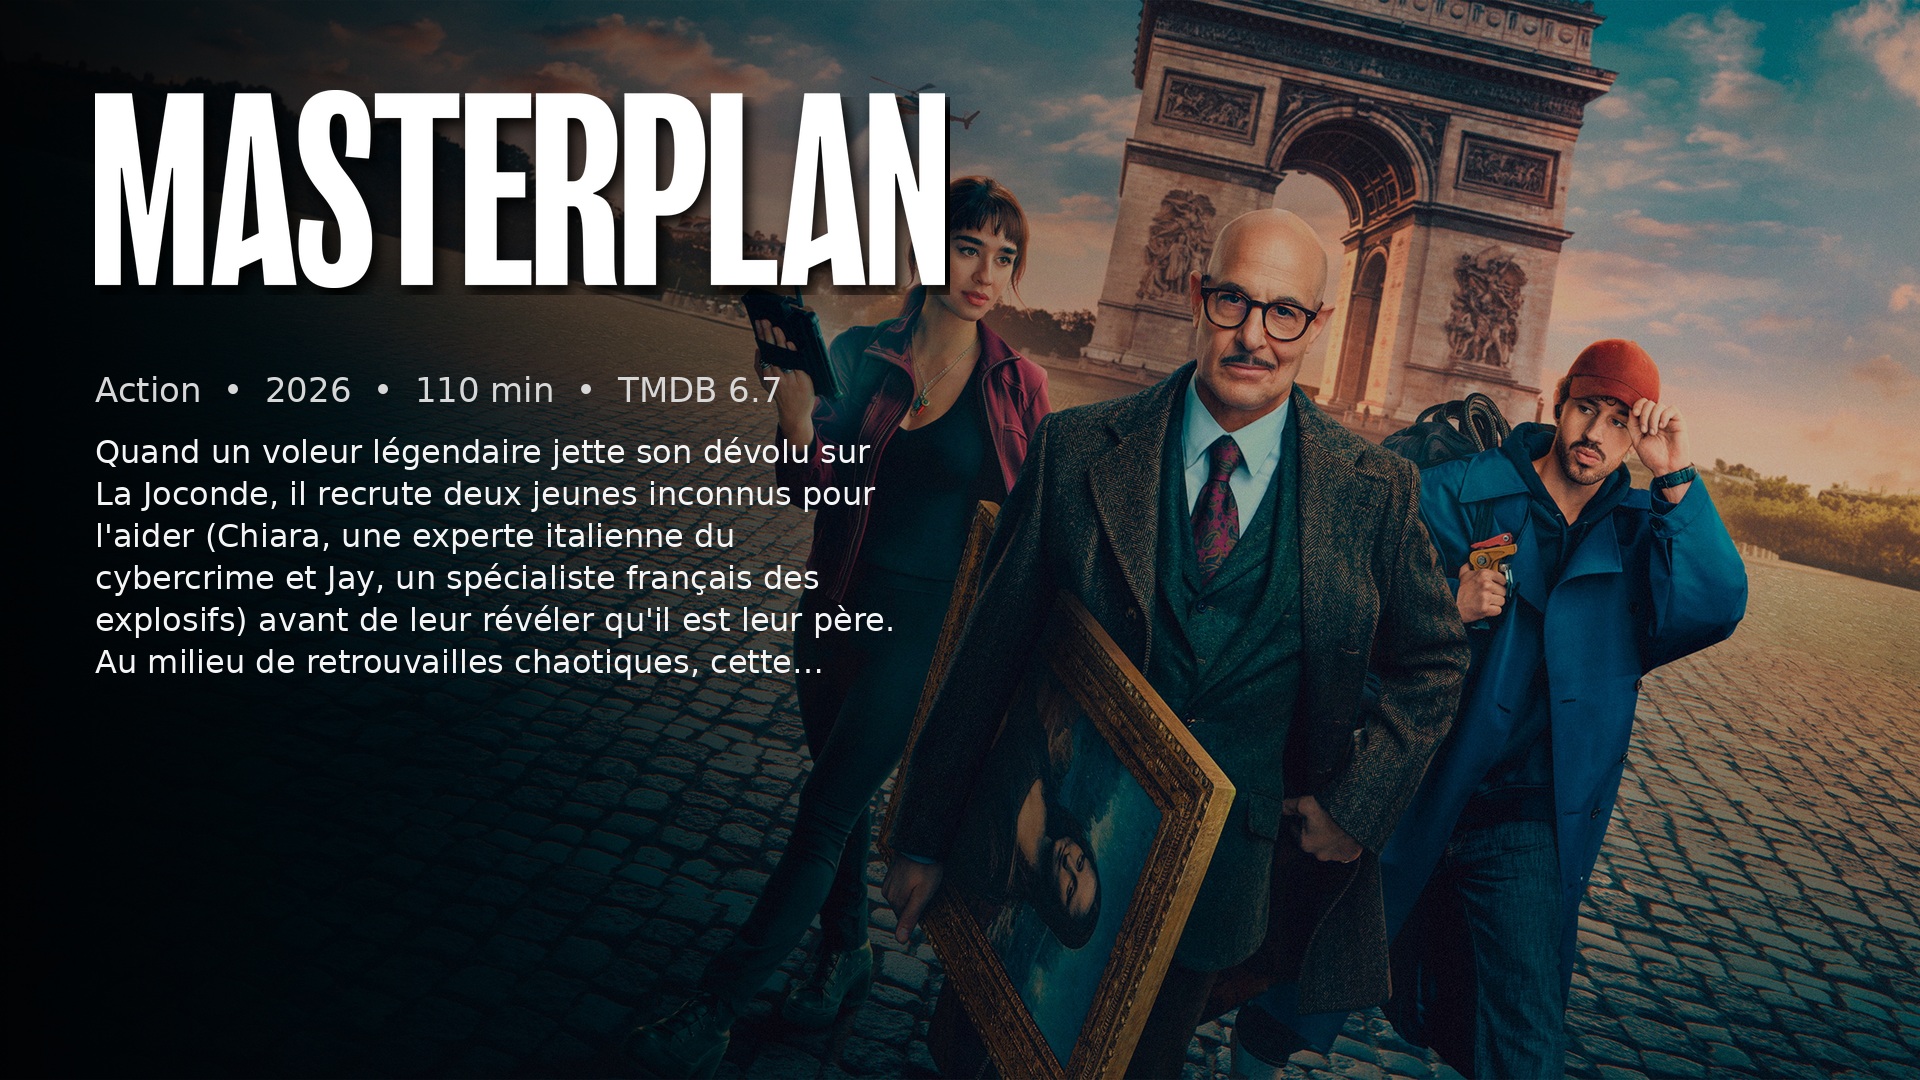 MASTERPLAN
Action • 2026 • 110 min • TMDB 6.7
Quand un voleur légendaire jette son dévolu sur
La Joconde, il recrute deux jeunes inconnus pour
l'aider (Chiara, une experte italienne du
cybercrime et Jay, un spécialiste français des
explosifs) avant de leur révéler qu'il est leur père.
Au milieu de retrouvailles chaotiques, cette...